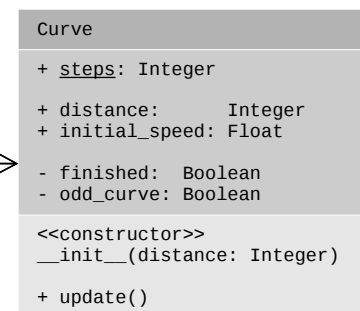 Curve
+ steps: Integer
+ distance: Integer
+ initial_speed: Float
- finished: Boolean
- odd_curve: Boolean
<<constructor>>
__init__(distance: Integer)
+ update()